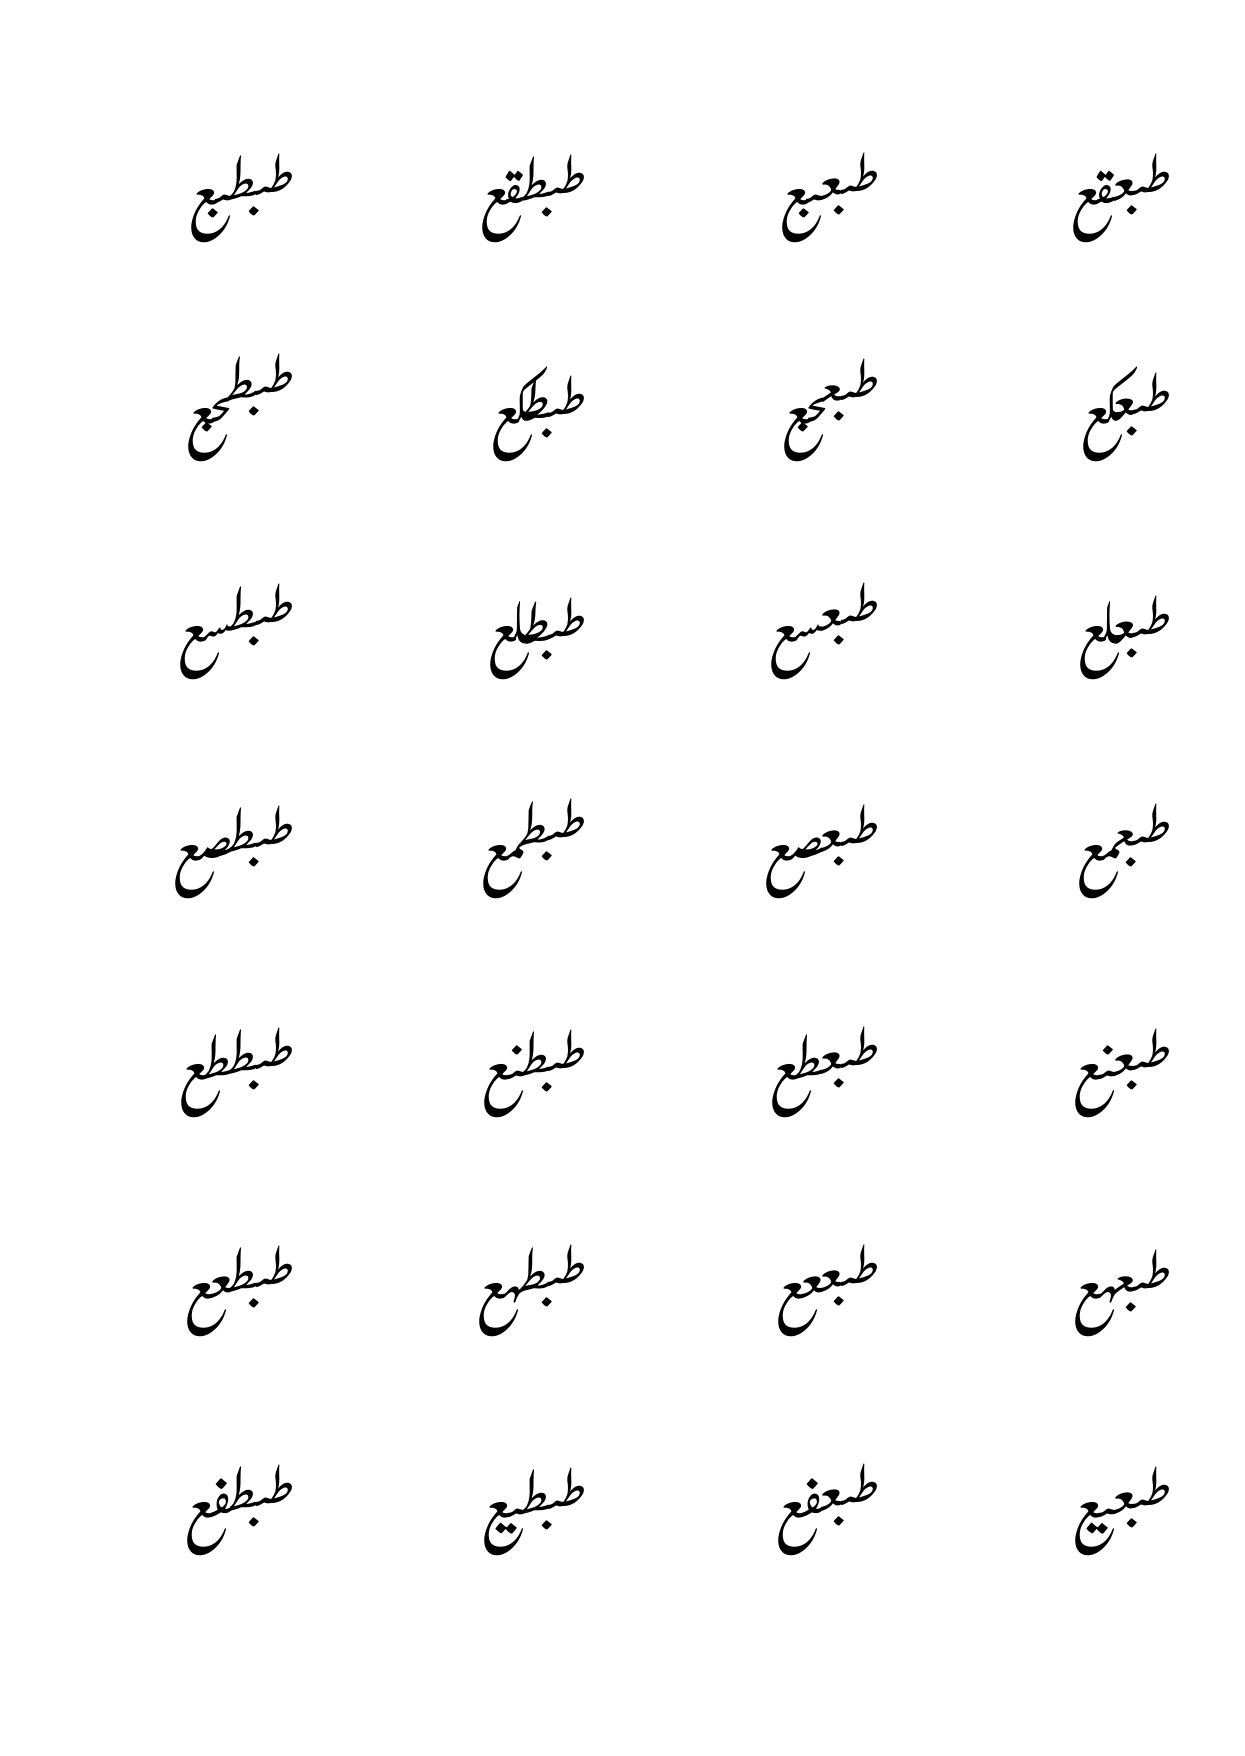 طبعقع طبعبع طبطقع طبطبع
طبعكع طبعجع طبطكع طبطجع
طبعلع طبعسع طبطلع طبطسع
طبعمع طبعصع طبطمع طبطصع
طبعنع طبعطع طبطنع طبططع
طبعهع طبععع طبطهع طبطعع
طبعيع طبعفع طبطيع طبطفع